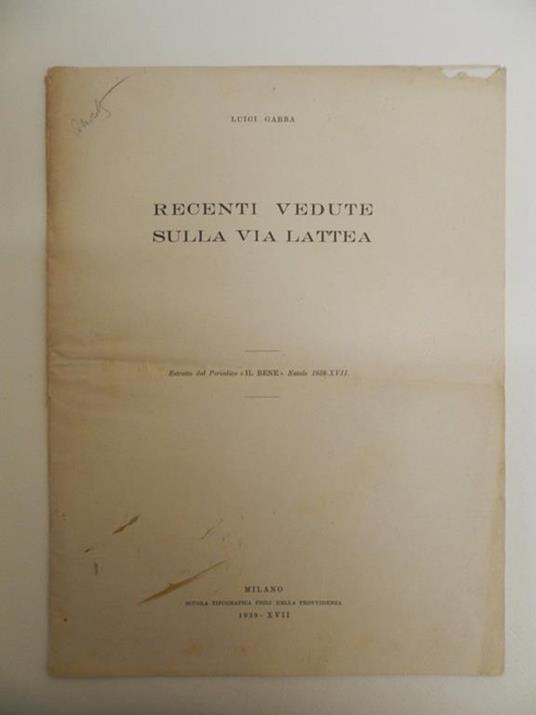 LUIGI GABBA
RECENTI VEDUTE
SULLA VIA LATTEA
Estratto dal Periodico « IL BENE » Natale 1938-XVII.
MILANO
SCUOLA TIPOGRAFICA FIGLI DELLA PROVVIDENZA
1939 - XVII